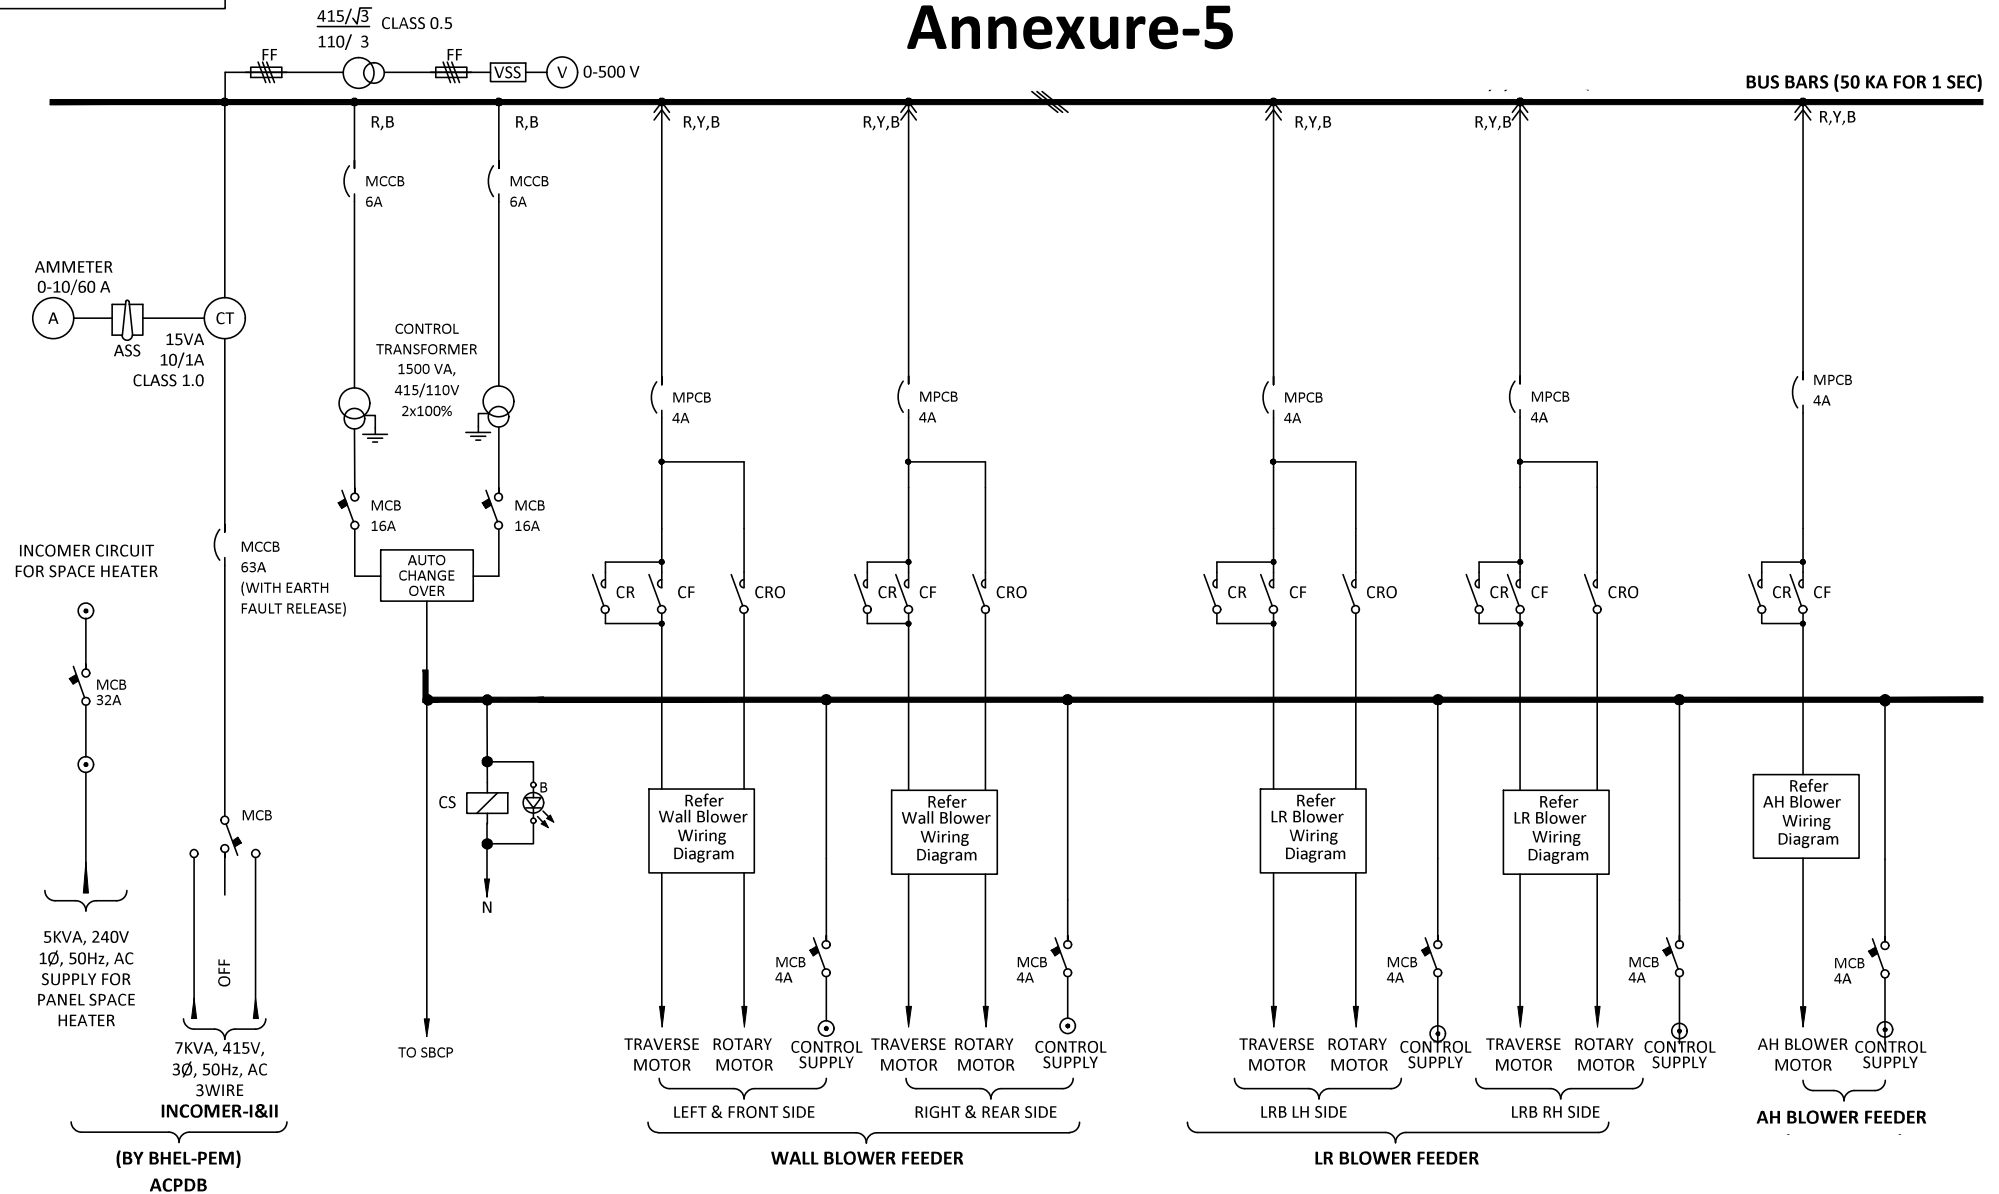 Annexure-5
415/√3
110/ 3
CLASS 0.5
FF
FF
VSS
V
0-500 V
BUS BARS (50 KA FOR 1 SEC)
R,B
R,B
R,Y,B
R,Y,B
R,Y,B
R,Y,B
R,Y,B
MCCB
6A
MCCB
6A
AMMETER
0-10/60 A
A
ASS
CT
15VA
10/1A
CLASS 1.0
CONTROL
TRANSFORMER
1500 VA,
415/110V
2x100%
MPCB
4A
MPCB
4A
MPCB
4A
MPCB
4A
MPCB
4A
MCB
16A
MCB
16A
INCOMER CIRCUIT
FOR SPACE HEATER
MCCB
63A
(WITH EARTH
FAULT RELEASE)
AUTO
CHANGE
OVER
CR
CF
CRO
CR
CF
CRO
CR
CF
CRO
CR
CF
CRO
CR
CF
MCB
32A
CS
B
N
MCB
Refer
Wall Blower
Wiring
Diagram
Refer
Wall Blower
Wiring
Diagram
Refer
LR Blower
Wiring
Diagram
Refer
LR Blower
Wiring
Diagram
Refer
AH Blower
Wiring
Diagram
OFF
5KVA, 240V
1Ø, 50Hz, AC
SUPPLY FOR
PANEL SPACE
HEATER
MCB
4A
MCB
4A
MCB
4A
MCB
4A
MCB
4A
7KVA, 415V,
3Ø, 50Hz, AC
3WIRE
INCOMER-I&II
TO SBCP
TRAVERSE
MOTOR
ROTARY
MOTOR
CONTROL
SUPPLY
TRAVERSE
MOTOR
ROTARY
MOTOR
CONTROL
SUPPLY
TRAVERSE
MOTOR
ROTARY
MOTOR
CONTROL
SUPPLY
TRAVERSE
MOTOR
ROTARY
MOTOR
CONTROL
SUPPLY
AH BLOWER
MOTOR
CONTROL
SUPPLY
LEFT & FRONT SIDE
RIGHT & REAR SIDE
LRB LH SIDE
LRB RH SIDE
AH BLOWER FEEDER
(BY BHEL-PEM)
ACPDB
WALL BLOWER FEEDER
LR BLOWER FEEDER